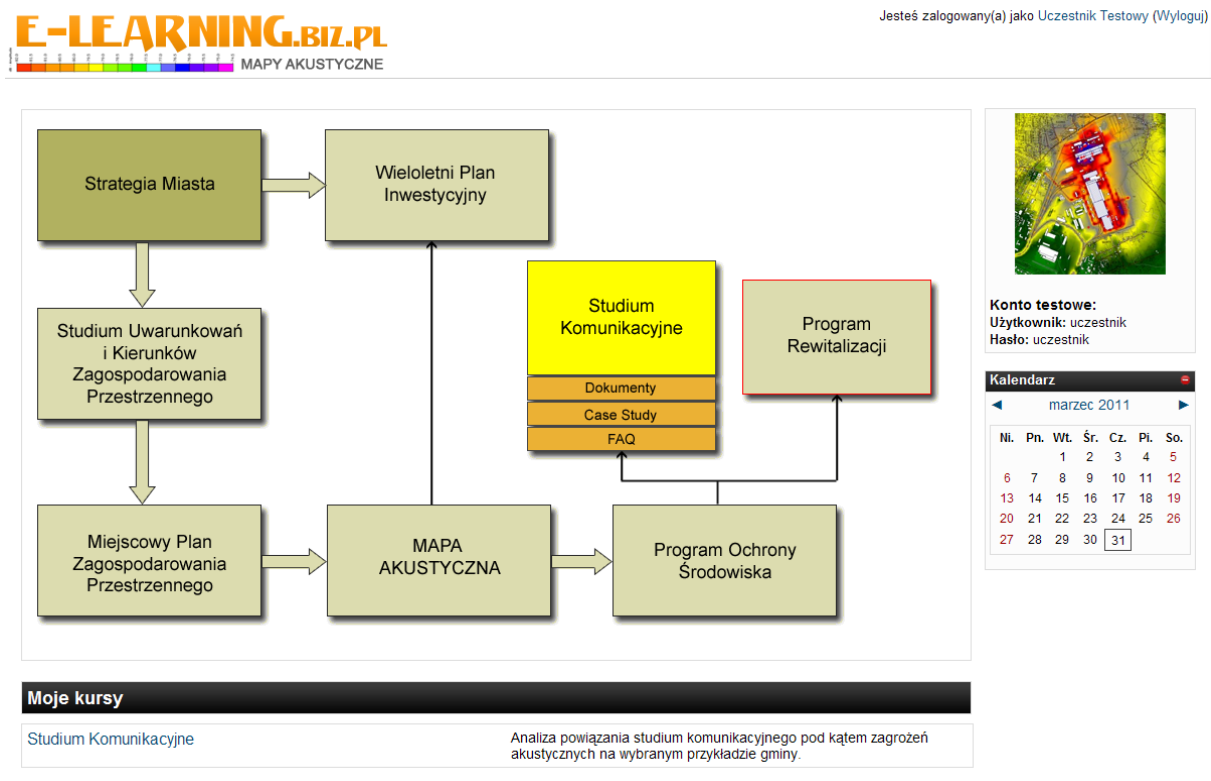 Jesteś zalogowany(a) jako Uczestnik Testowy (Wyloguj)
E-LEARNING.BIZ.PL
MAPY AKUSTYCZNE
Strategia Miasta
Wieloletni Plan
Inwestycyjny
Studium Uwarunkowań
i Kierunków
Zagospodarowania
Przestrzennego
Studium
Komunikacyjne
Dokumenty
Case Study
FAQ
Program
Rewitalizacji
Miejscowy Plan
Zagospodarowania
Przestrzennego
MAPA
AKUSTYCZNA
Program Ochrony
Środowiska
Konto testowe:
Użytkownik: uczestnik
Hasło: uczestnik
Kalendarz
◄ marzec 2011 ►
Ni. Pn. Wt. Śr. Cz. Pi. So.
1 2 3 4 5
6 7 8 9 10 11 12
13 14 15 16 17 18 19
20 21 22 23 24 25 26
27 28 29 30 31
Moje kursy
Studium Komunikacyjne
Analiza powiązania studium komunikacyjnego pod kątem zagrożeń
akustycznych na wybranym przykładzie gminy.